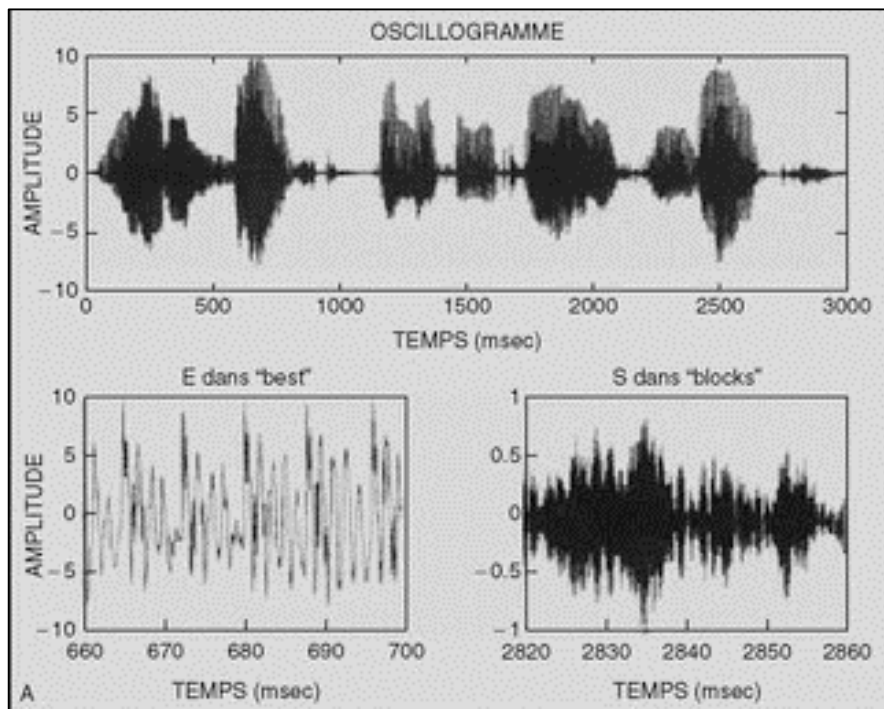 OSCILLOGRAMME
10
5
0
−5
−10
AMPLITUDE
0 500 1000 1500 2000 2500 3000
TEMPS (msec)
E dans “best”
10
5
0
−5
−10
AMPLITUDE
660 670 680 690 700
TEMPS (msec)
S dans “blocks”
1
0.5
0
−0.5
−1
2820 2830 2840 2850 2860
TEMPS (msec)
A